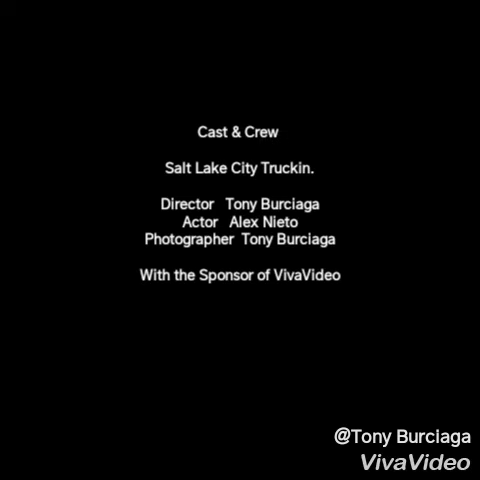 Cast & Crew
Salt Lake City Truckin.
Director Tony Burciaga
Actor Alex Nieto
Photographer Tony Burciaga
With the Sponsor of VivaVideo
@Tony Burciaga
VivaVideo